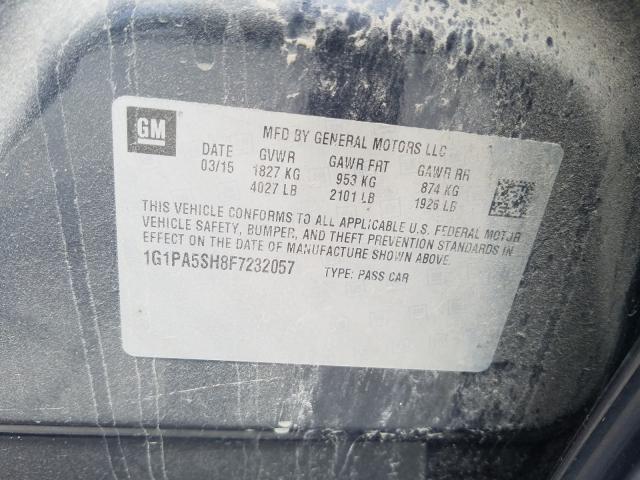 GM
MFD BY GENERAL MOTORS LLC
DATE GVWR GAWR FRT GAWR RR
03/15 1827 KG 953 KG 874 KG
4027 LB 2101 LB 1926 LB
THIS VEHICLE CONFORMS TO ALL APPLICABLE U.S. FEDERAL MOTOR
VEHICLE SAFETY, BUMPER, AND THEFT PREVENTION STANDARDS IN
EFFECT ON THE DATE OF MANUFACTURE SHOWN ABOVE.
1G1PA5SH8F7232057 TYPE: PASS CAR